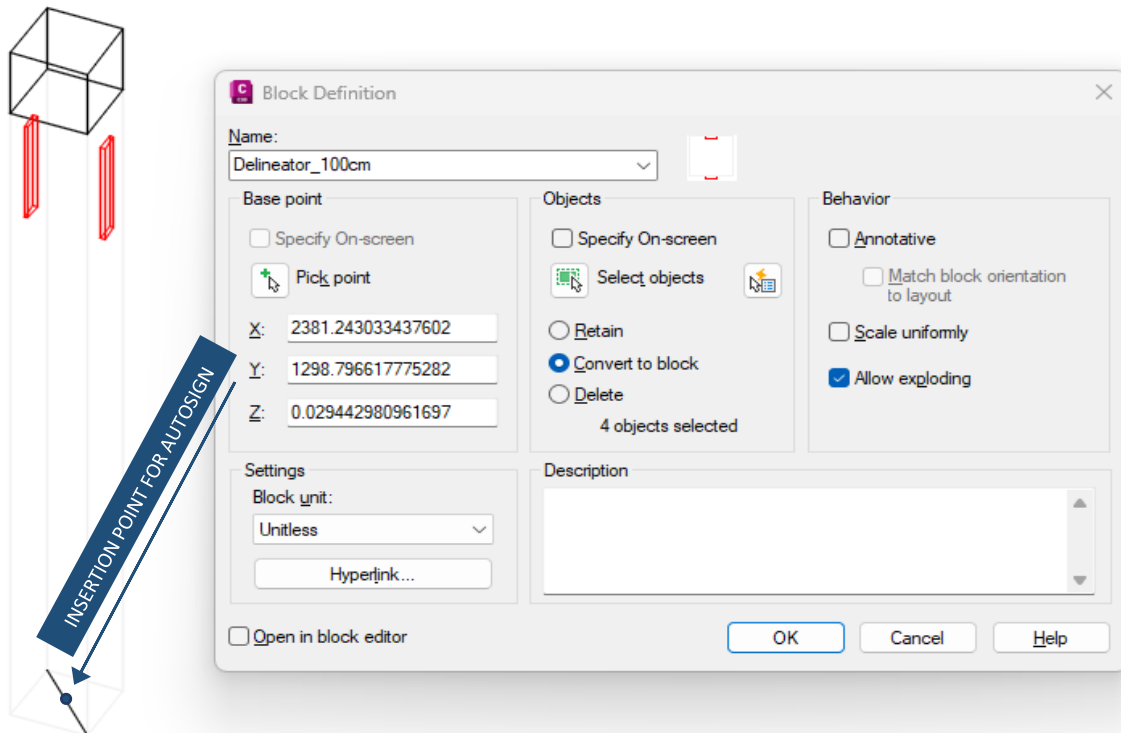 C
Block Definition
Name:
Delineator_100cm
Base point
Specify On-screen
Pick point
X: 2381.243033437602
Y: 1298.796617775282
Z: 0.029442980961697
Objects
Specify On-screen
Select objects
Retain
Convert to block
Delete
4 objects selected
Behavior
Annotative
Match block orientation
to layout
Scale uniformly
Allow exploding
Settings
Block unit:
Unitless
Hyperlink...
Description
Open in block editor
OK
Cancel
Help
INSERTION POINT FOR AUTOSIGN